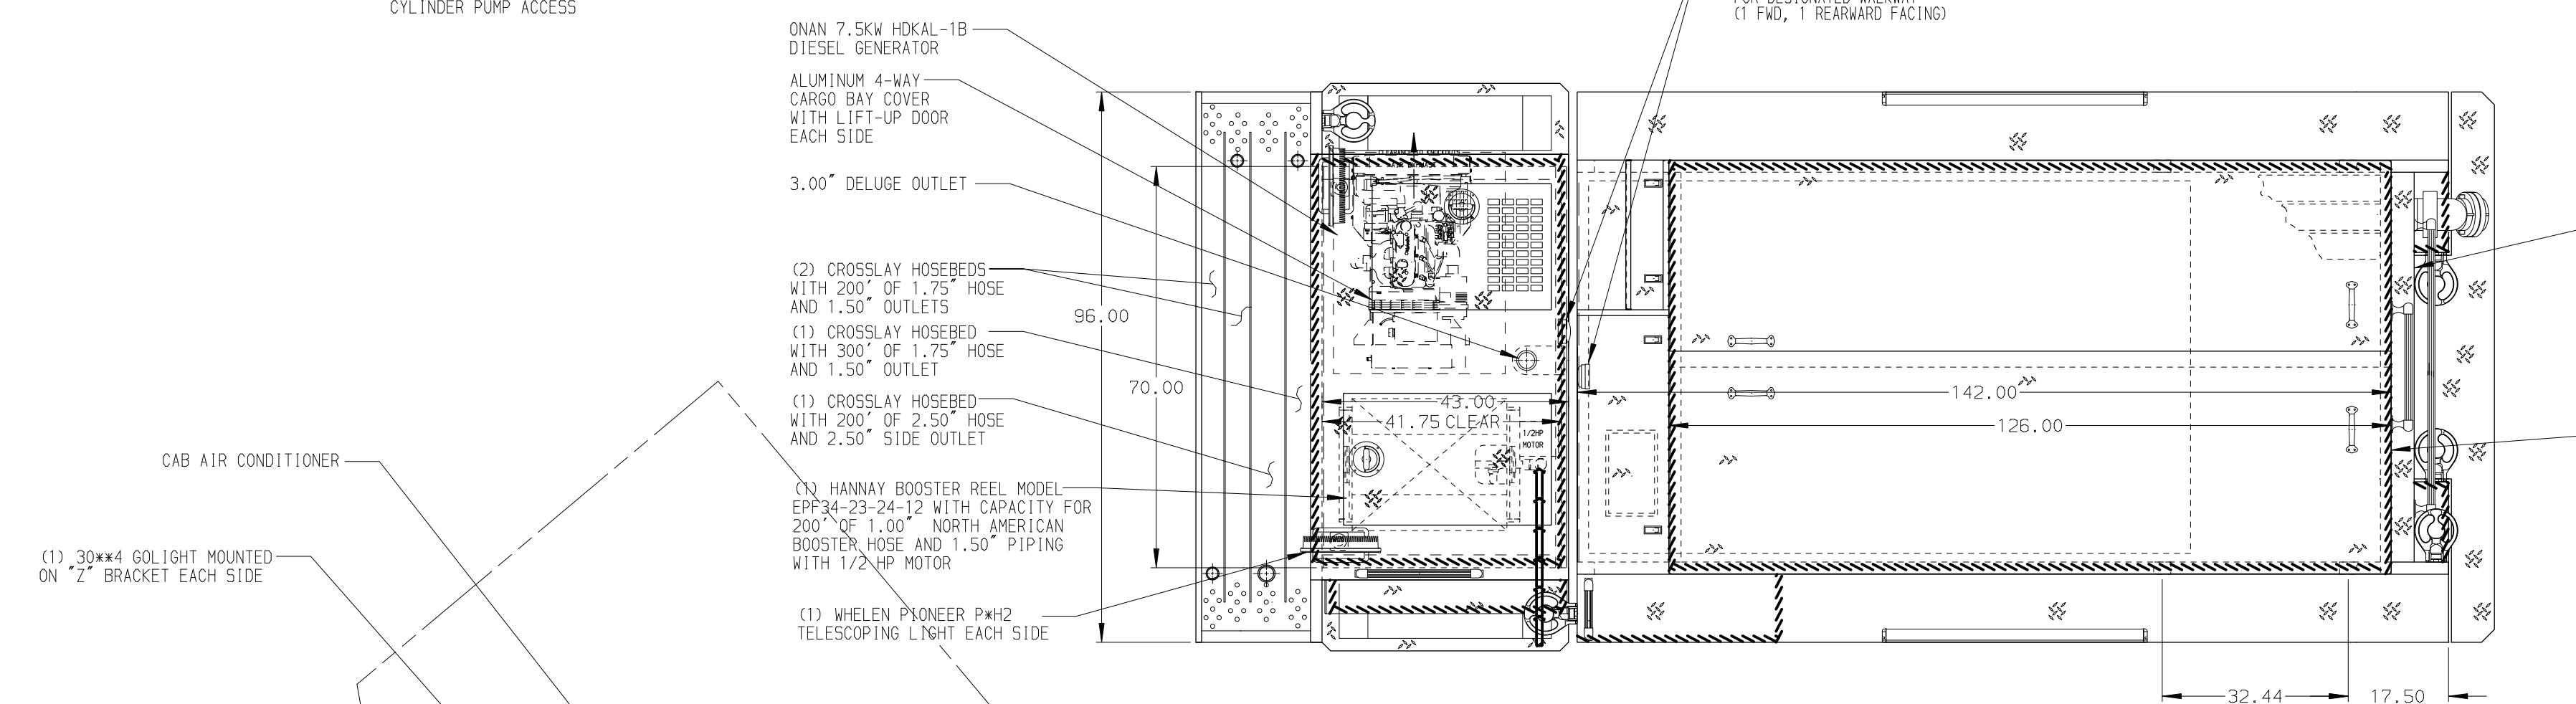 CYLINDER PUMP ACCESS
(1 FWD, 1 REARWARD FACING)
ONAN 7.5KW HDKAL-1B
DIESEL GENERATOR
ALUMINUM 4-WAY
CARGO BAY COVER
WITH LIFT-UP DOOR
EACH SIDE
3.00" DELUGE OUTLET
(2) CROSSLAY HOSEBEDS
WITH 200' OF 1.75" HOSE
AND 1.50" OUTLETS
(1) CROSSLAY HOSEBED
WITH 300' OF 1.75" HOSE
AND 1.50" OUTLET
(1) CROSSLAY HOSEBED
WITH 200' OF 2.50" HOSE
AND 2.50" SIDE OUTLET
(1) HANNAY BOOSTER REEL MODEL
EPF34-23-24-12 WITH CAPACITY FOR
200' OF 1.00" NORTH AMERICAN
BOOSTER HOSE AND 1.50" PIPING
WITH 1/2 HP MOTOR
(1) WHELEN PIONEER P*H2
TELESCOPING LIGHT EACH SIDE
CAB AIR CONDITIONER
(1) 30**4 GOLIGHT MOUNTED
ON "Z" BRACKET EACH SIDE
96.00
70.00
43.00
41.75 CLEAR
1/2HP
MOTOR
142.00
126.00
32.44
17.50